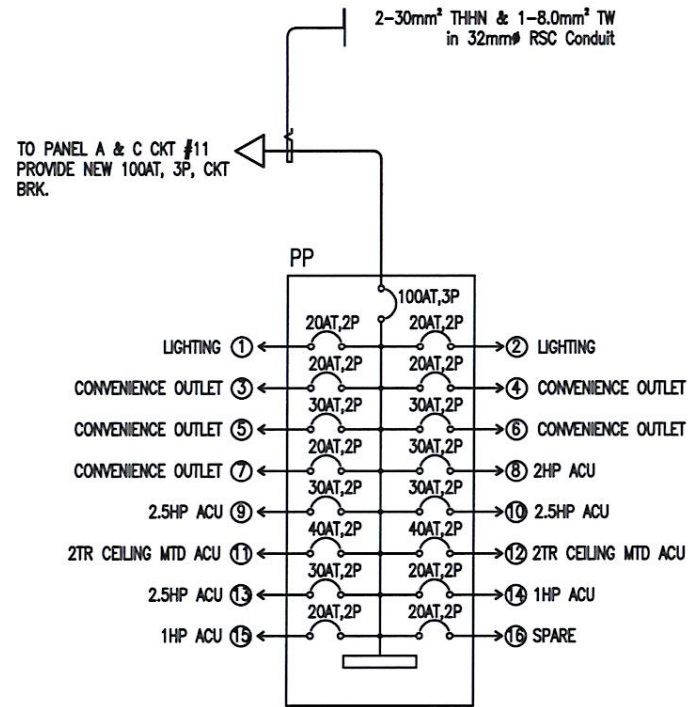 2-30mm² THHN & 1-8.0mm² TW
in 32mmø RSC Conduit
TO PANEL A & C CKT #11
PROVIDE NEW 100AT, 3P, CKT
BRK.
PP
100AT,3P
20AT,2P 20AT,2P
LIGHTING 1 2 LIGHTING
20AT,2P 20AT,2P
CONVENIENCE OUTLET 3 4 CONVENIENCE OUTLET
30AT,2P 30AT,2P
CONVENIENCE OUTLET 5 6 CONVENIENCE OUTLET
20AT,2P 30AT,2P
CONVENIENCE OUTLET 7 8 2HP ACU
30AT,2P 30AT,2P
2.5HP ACU 9 10 2.5HP ACU
40AT,2P 40AT,2P
2TR CEILING MTD ACU 11 12 2TR CEILING MTD ACU
30AT,2P 20AT,2P
2.5HP ACU 13 14 1HP ACU
20AT,2P 20AT,2P
1HP ACU 15 16 SPARE